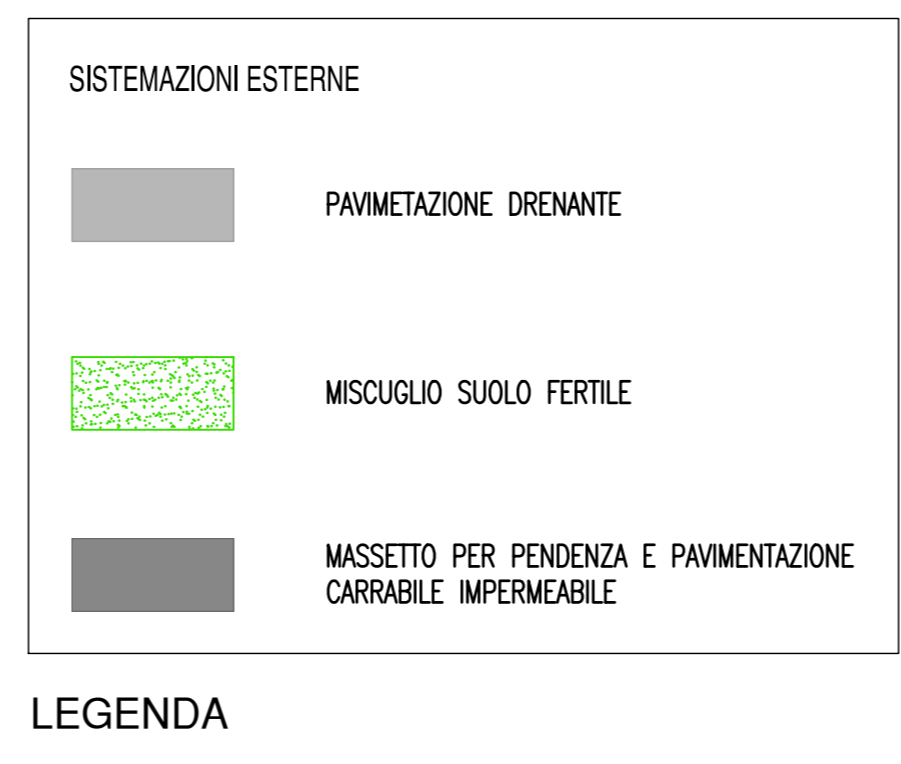 SISTEMAZIONI ESTERNE
PAVIMETAZIONE DRENANTE
MISCUGLIO SUOLO FERTILE
MASSETTO PER PENDENZA E PAVIMENTAZIONE
CARRABILE IMPERMEABILE
LEGENDA